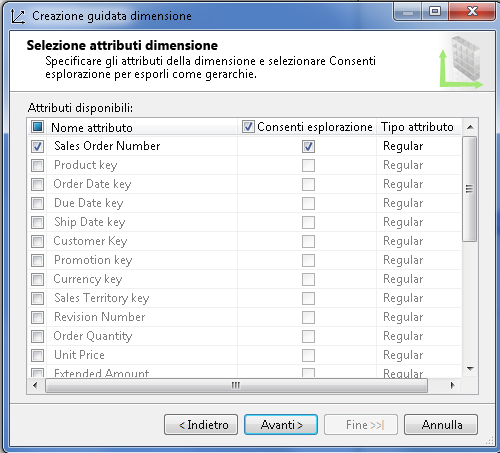 Creazione guidata dimensione
Selezione attributi dimensione
Specificare gli attributi della dimensione e selezionare Consenti
esplorazione per esporli come gerarchie.
Attributi disponibili:
Nome attributo Consenti esplorazione Tipo attributo
Sales Order Number Regular
Product key Regular
Order Date key Regular
Due Date key Regular
Ship Date key Regular
Customer Key Regular
Promotion key Regular
Currency key Regular
Sales Territory key Regular
Revision Number Regular
Order Quantity Regular
Unit Price Regular
Extended Amount Regular
< Indietro Avanti > Fine >>| Annulla